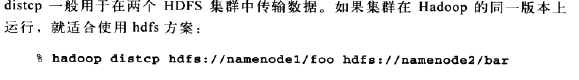 distcp 一般用于在两个 HDFS 集群中传输数据。如果集群在 Hadoop 的同一版本上
运行，就适合使用 hdfs 方案：
% hadoop distcp hdfs://namenode1/foo hdfs://namenode2/bar